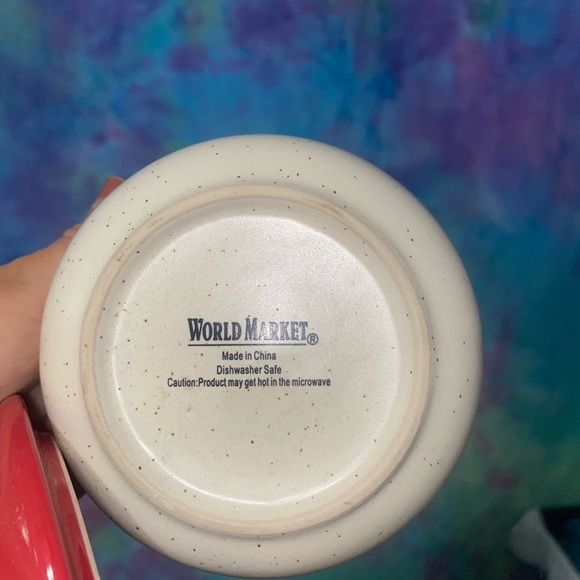 WORLD MARKET®
Made in China
Dishwasher Safe
Caution:Product may get hot in the microwave